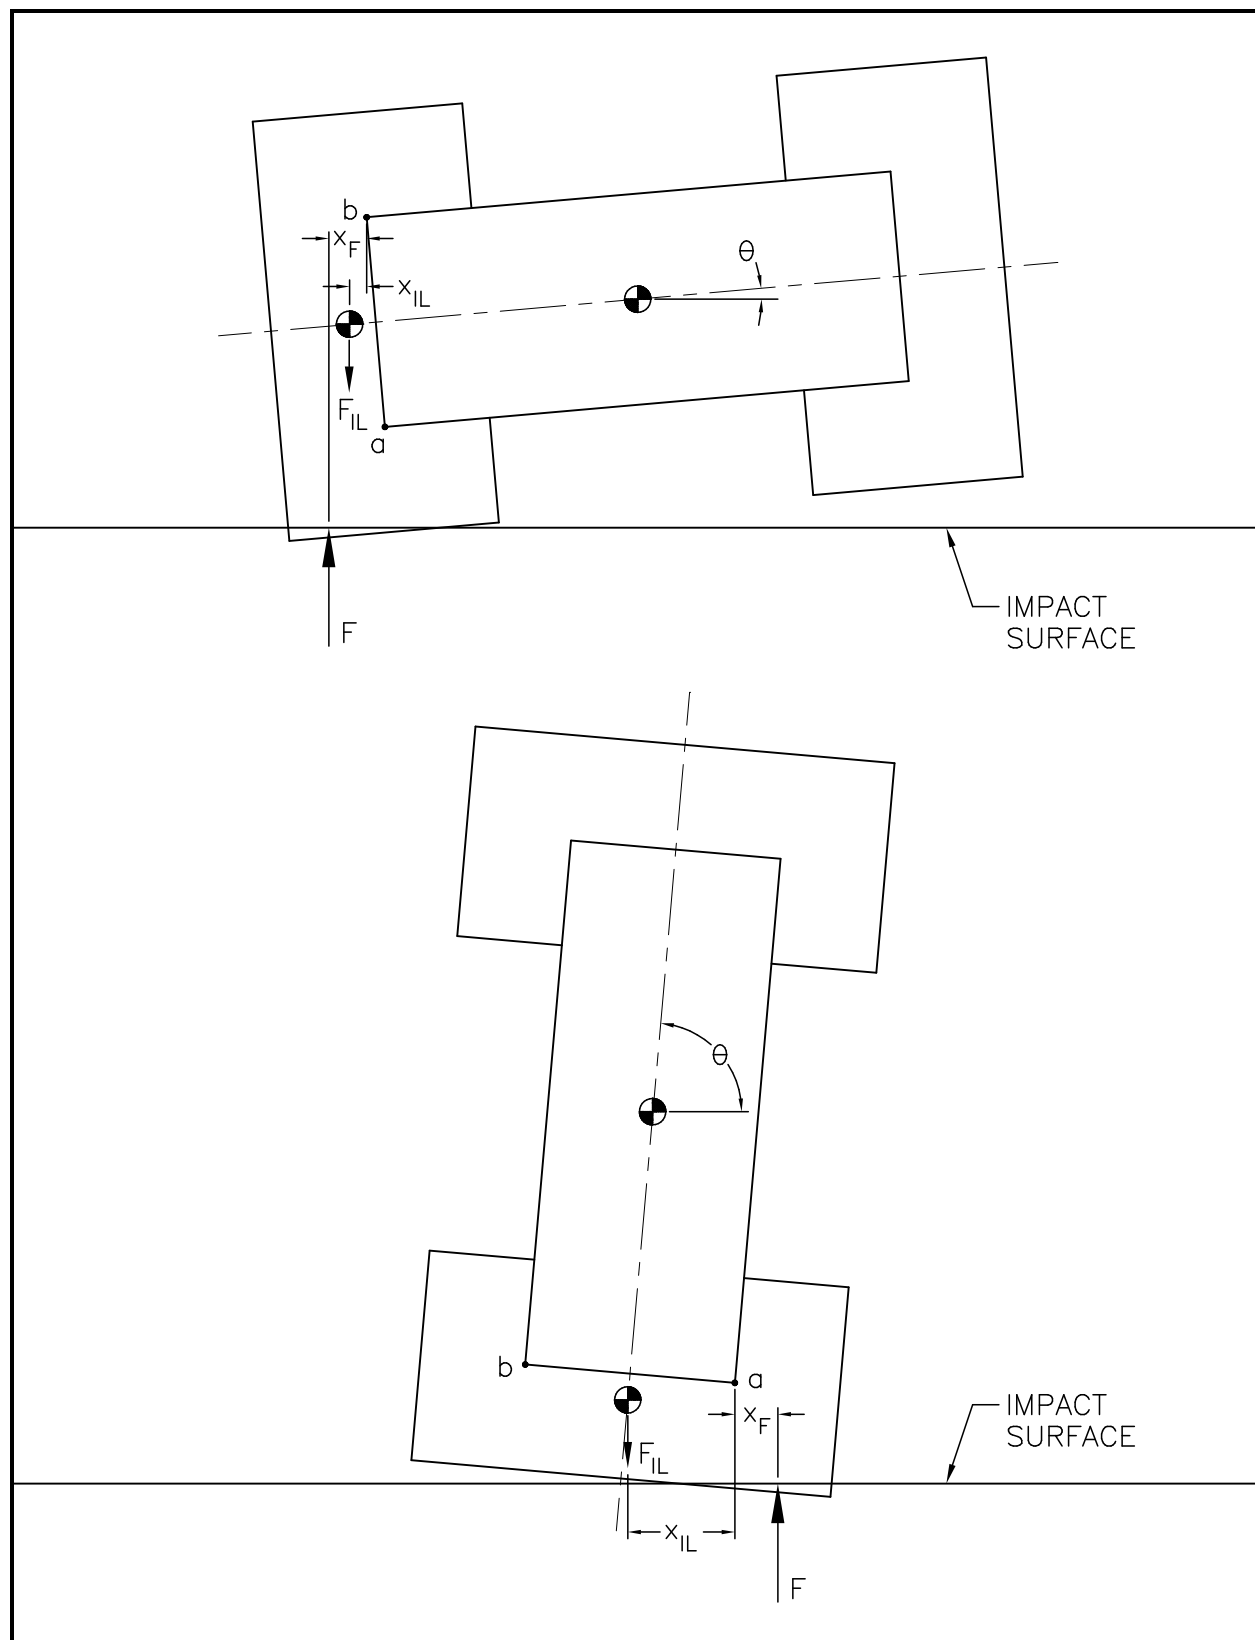 b
X_F
θ
X_IL
F_IL
a
IMPACT
SURFACE
F
θ
b
a
X_F
IMPACT
SURFACE
F_IL
X_IL
F